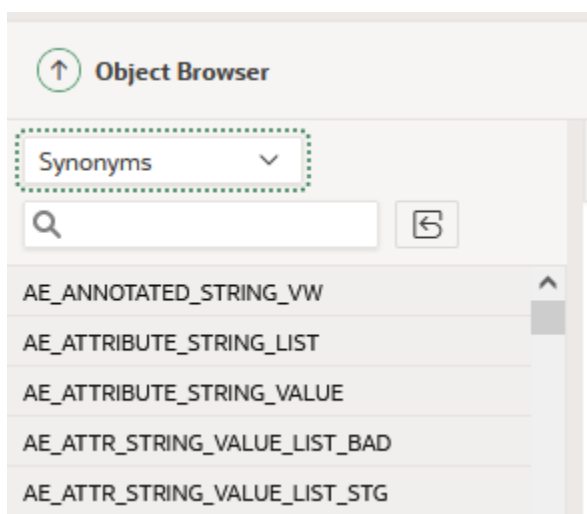 Object Browser
Synonyms
AE_ANNOTATED_STRING_VW
AE_ATTRIBUTE_STRING_LIST
AE_ATTRIBUTE_STRING_VALUE
AE_ATTR_STRING_VALUE_LIST_BAD
AE_ATTR_STRING_VALUE_LIST_STG